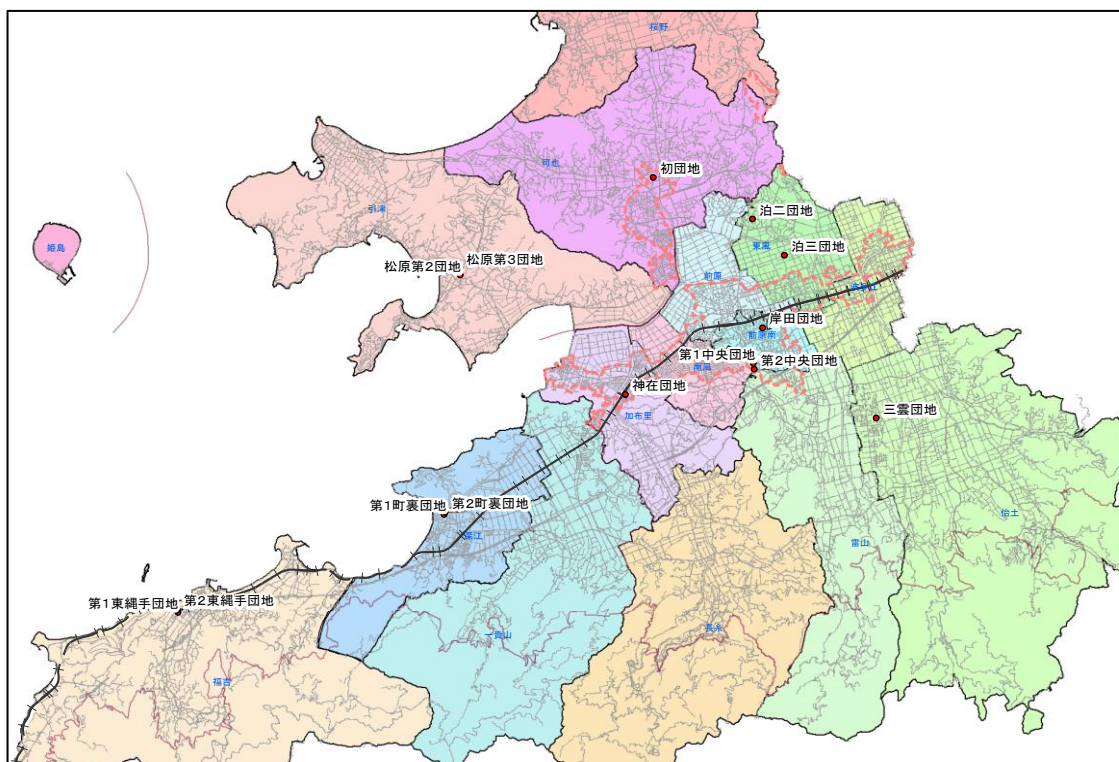 桜野
可也
初団地
引津
泊二団地
姫島
東風
泊三団地
松原第2団地
松原第3団地
前原
岸田団地
前原南
第1中央団地
第2中央団地
南風
神在団地
三雲団地
加布里
第1町裏団地
第2町裏団地
深江
怡土
雷山
第1東縄手団地
第2東縄手団地
一貴山
長糸
福吉